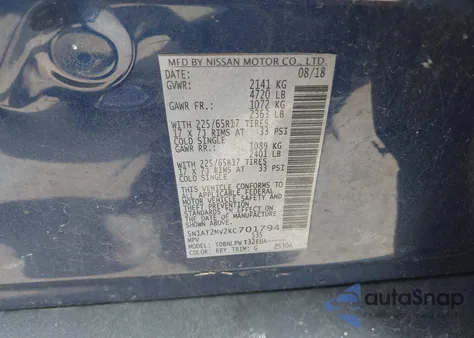 MFD BY NISSAN MOTOR CO., LTD.
DATE: 08/18
GVWR: 2141 KG
4720 LB
GAWR FR: 1072 KG
2363 LB
WITH 225/65R17 TIRES
17 X 7J RIMS AT 33 PSI
COLD SINGLE
GAWR RR: 1089 KG
2401 LB
WITH 225/65R17 TIRES
17 X 7J RIMS AT 33 PSI
COLD SINGLE
THIS VEHICLE CONFORMS TO ALL
APPLICABLE FEDERAL
MOTOR VEHICLE SAFETY AND
THEFT PREVENTION STANDARDS
IN EFFECT ON THE DATE OF
MANUFACTURE SHOWN ABOVE.
5N1AT2MV2KC701794
MPV
MODEL:
COLOR: RBY TRIM: G
autoSnap